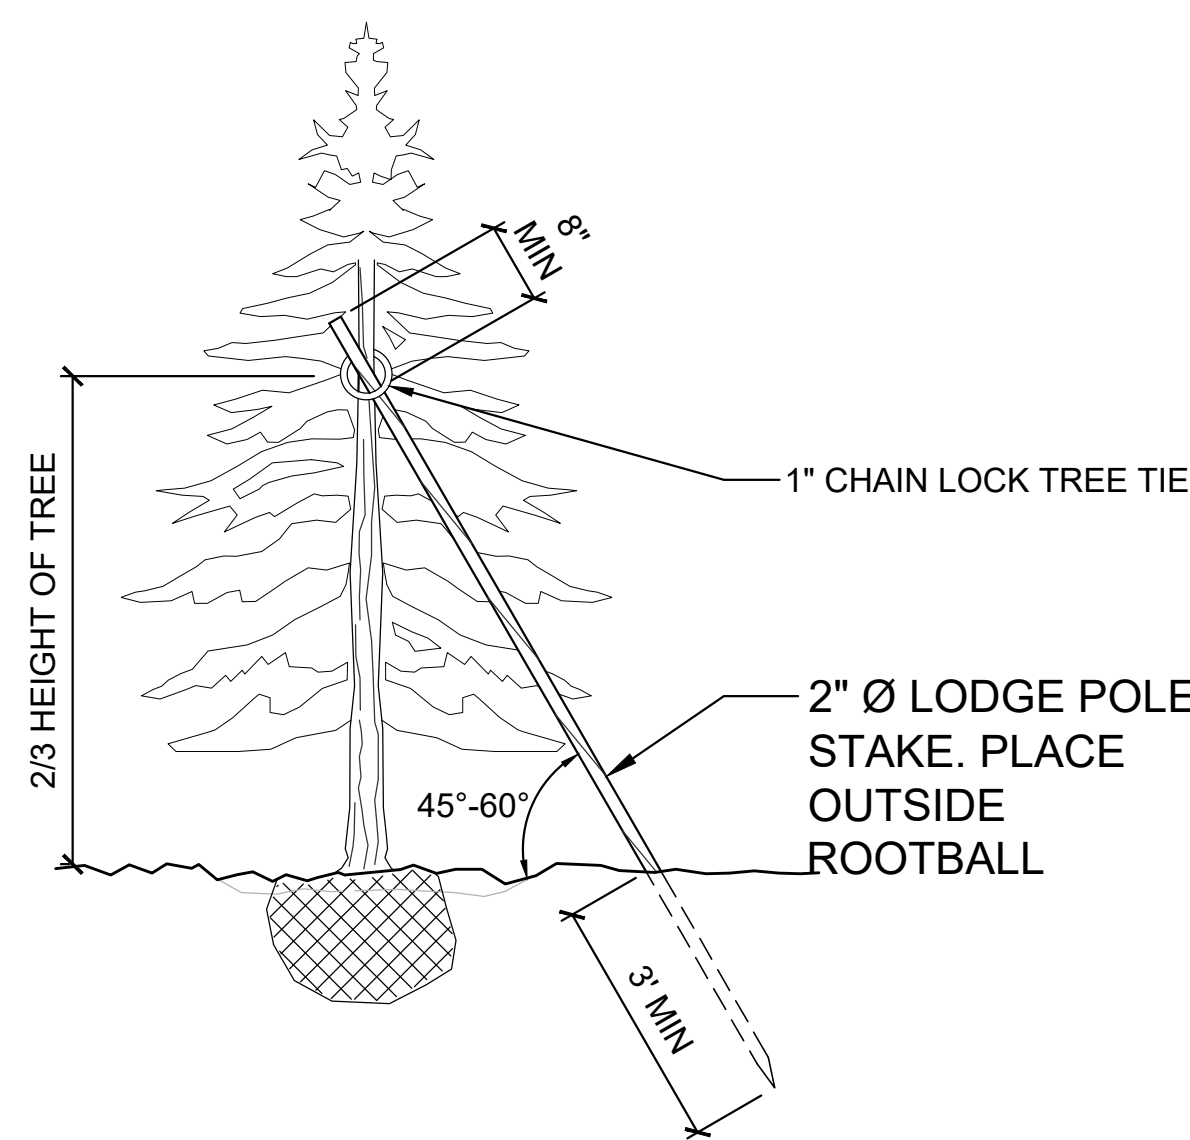 8"
MIN
1" CHAIN LOCK TREE TIE
2/3 HEIGHT OF TREE
2" Ø LODGE POLE
STAKE. PLACE
OUTSIDE
ROOTBALL
45°-60°
3' MIN